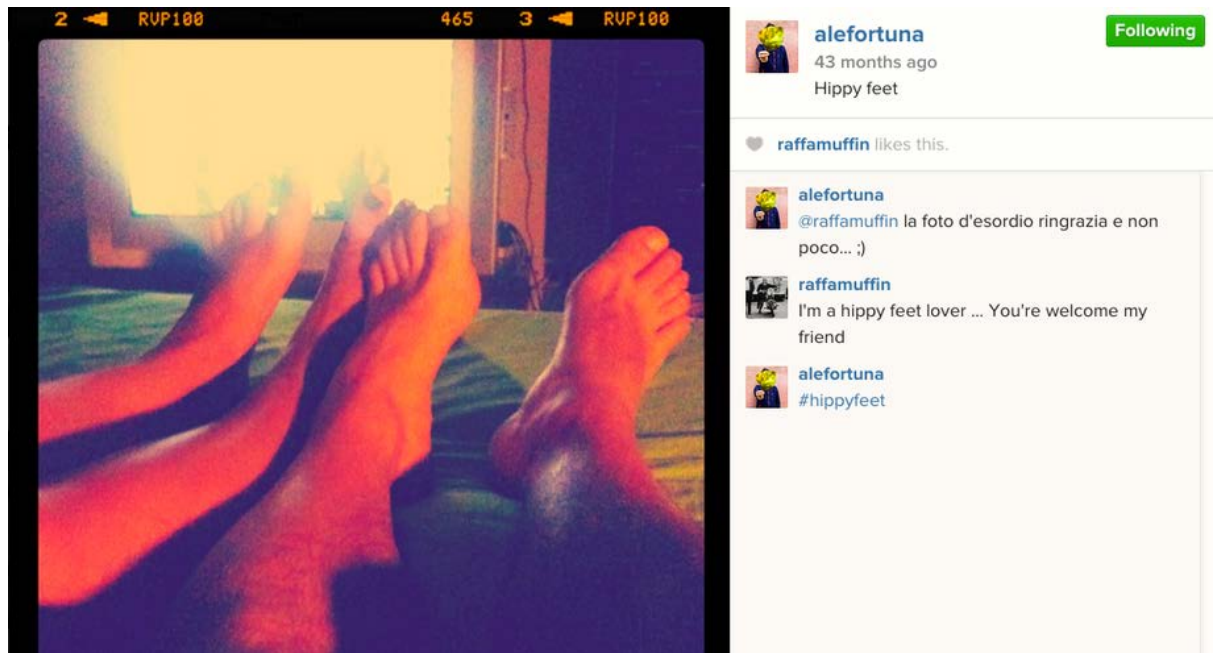 2 RVP100 465 3 RVP100
alefortuna
Following
43 months ago
Hippy feet
raffamuffin likes this.
alefortuna
@raffamuffin la foto d'esordio ringrazia e non
poco... ;)
raffamuffin
I'm a hippy feet lover ... You're welcome my
friend
alefortuna
#hippyfeet